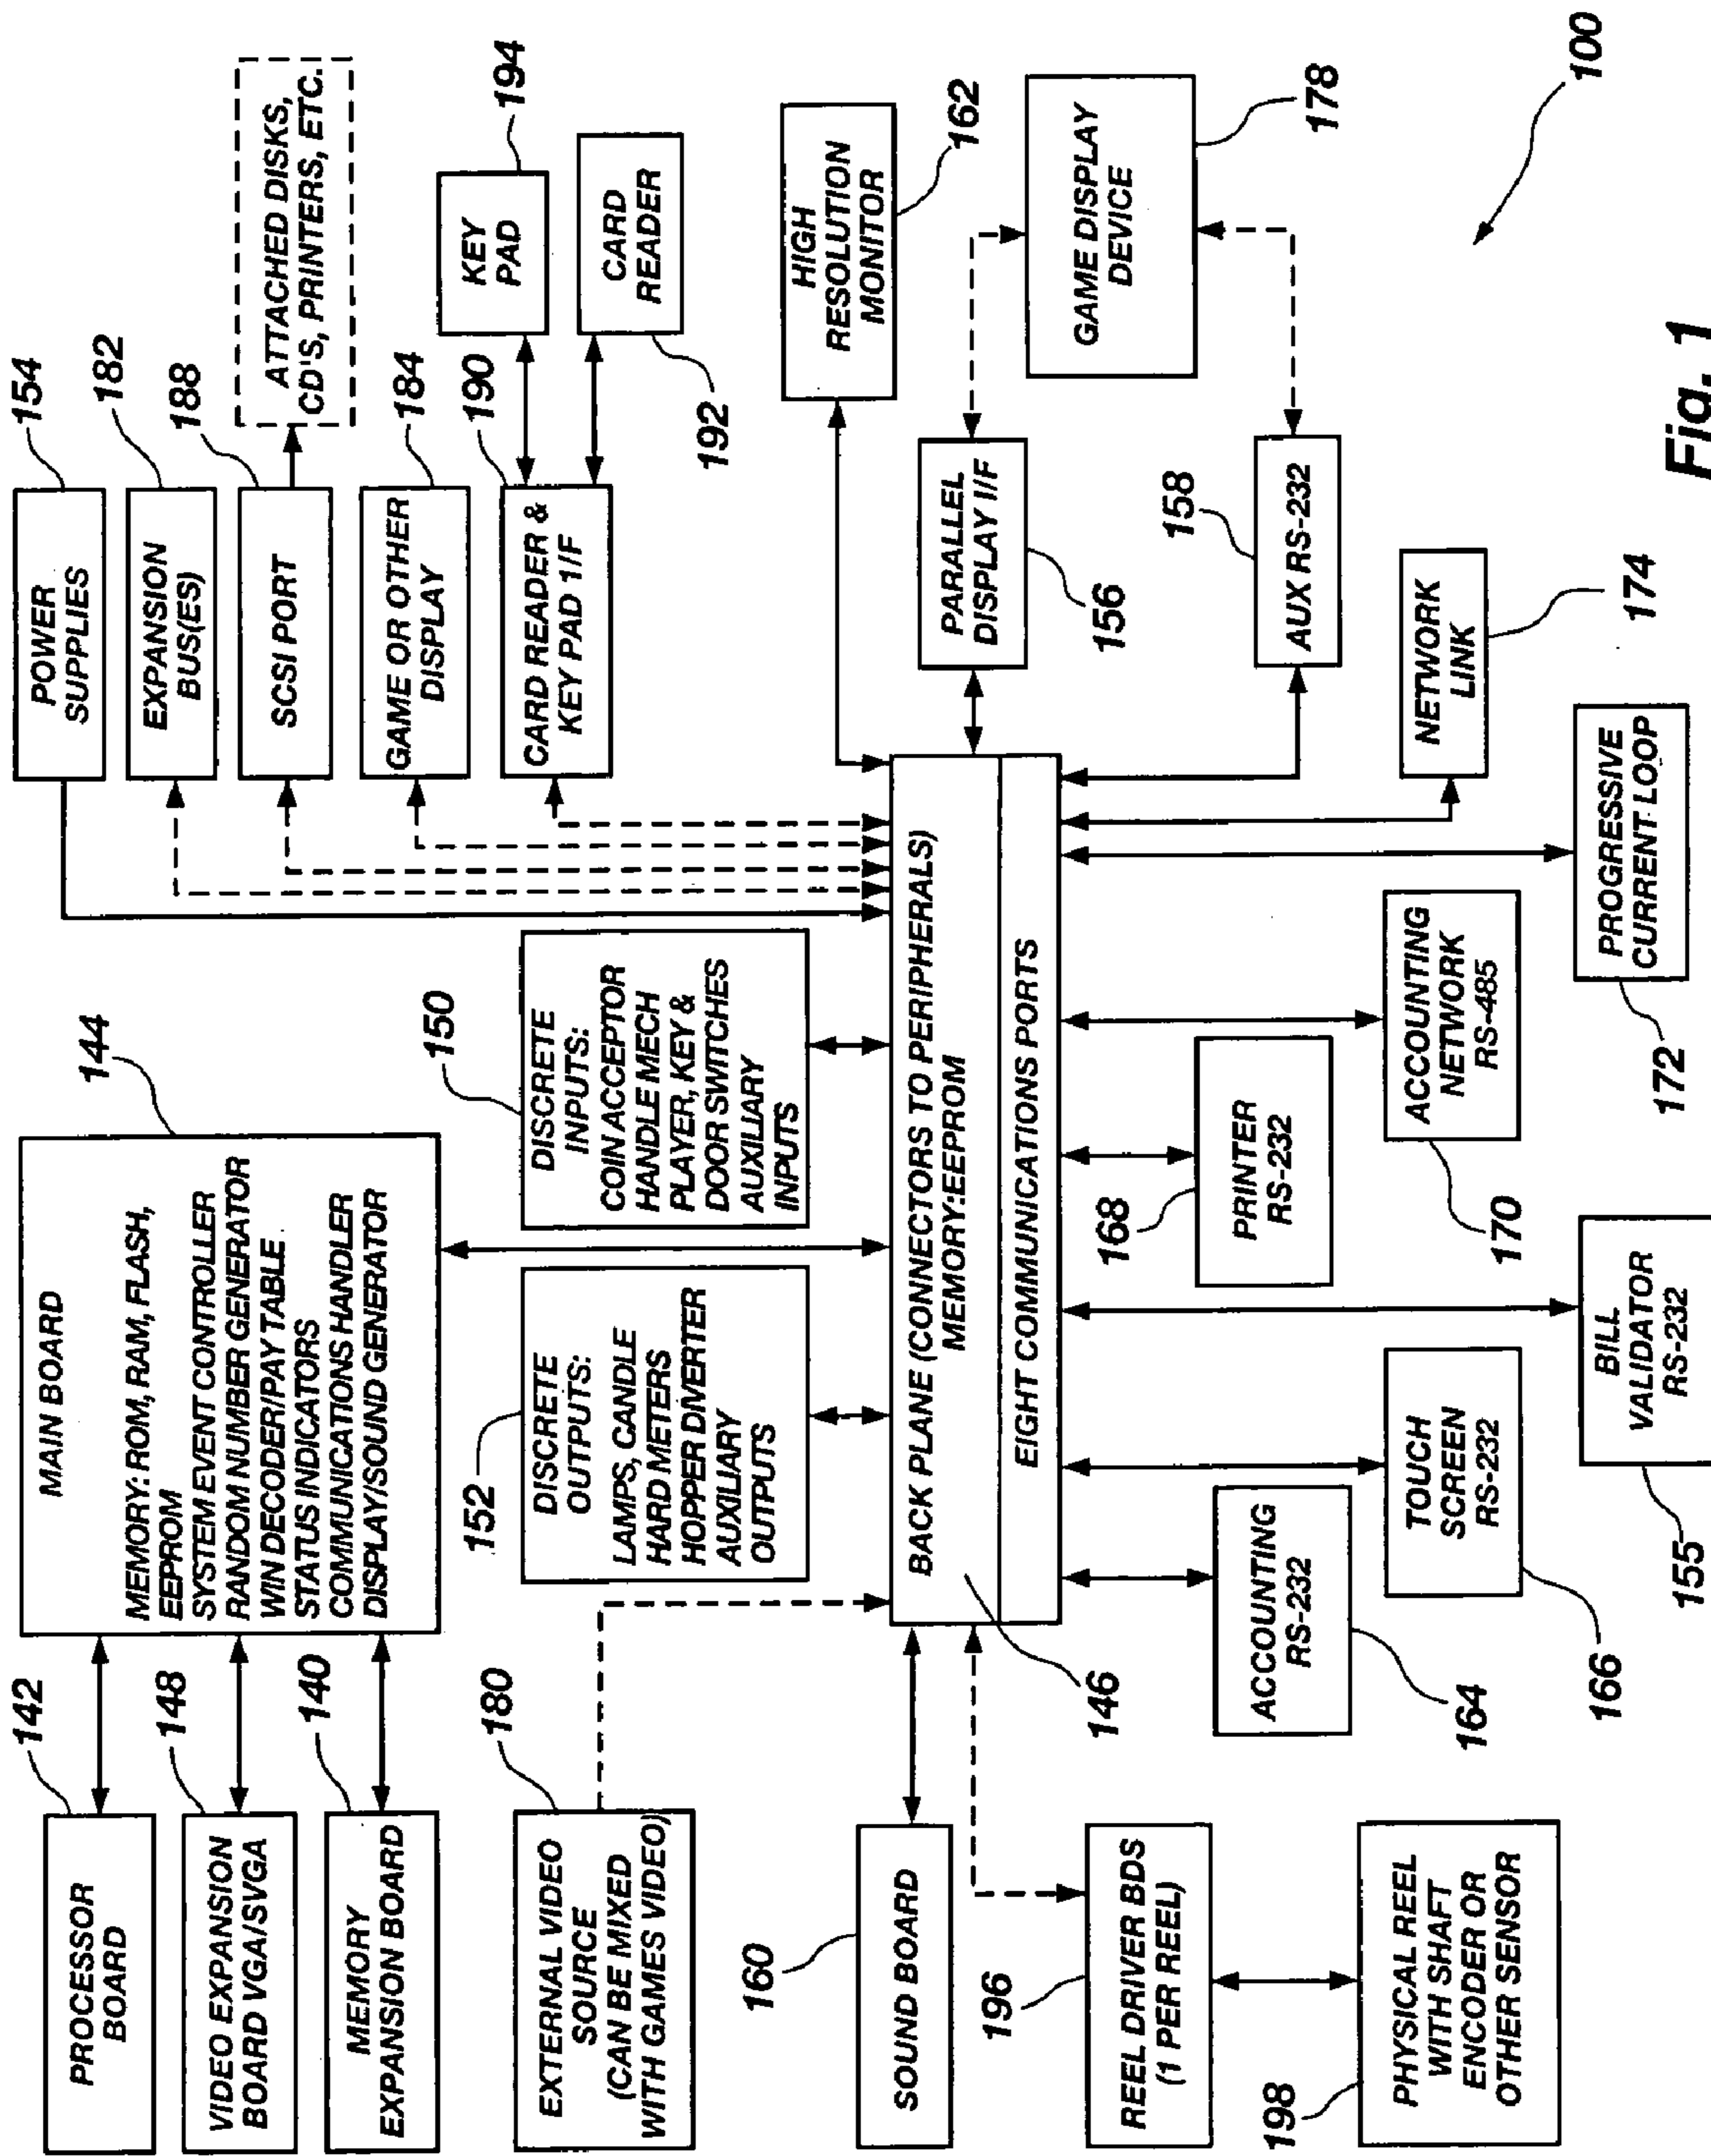 142
PROCESSOR
BOARD
148
VIDEO EXPANSION
BOARD VGA/SVGA
140
MEMORY
EXPANSION BOARD
144
MAIN BOARD
MEMORY: ROM, RAM, FLASH,
EEPROM
SYSTEM EVENT CONTROLLER
RANDOM NUMBER GENERATOR
WIN DECODER/PAY TABLE
STATUS INDICATORS
COMMUNICATIONS HANDLER
DISPLAY/SOUND GENERATOR
154
POWER
SUPPLIES
182
EXPANSION
BUS(ES)
188
SCSI PORT
ATTACHED DISKS,
CD'S, PRINTERS, ETC.
184
GAME OR OTHER
DISPLAY
190
CARD READER &
KEY PAD 1/F
194
KEY
PAD
CARD
READER
192
180
EXTERNAL VIDEO
SOURCE
(CAN BE MIXED
WITH GAMES VIDEO)
152
DISCRETE
OUTPUTS:
LAMPS, CANDLE
HARD METERS
HOPPER DIVERTER
AUXILIARY
OUTPUTS
150
DISCRETE
INPUTS:
COIN ACCEPTOR
HANDLE MECH
PLAYER, KEY &
DOOR SWITCHES
AUXILIARY
INPUTS
160
SOUND BOARD
BACK PLANE (CONNECTORS TO PERIPHERALS)
MEMORY:EEPROM
EIGHT COMMUNICATIONS PORTS
146
HIGH
RESOLUTION
MONITOR
162
PARALLEL
DISPLAY I/F
156
GAME DISPLAY
DEVICE
178
158
AUX RS-232
196
REEL DRIVER BDS
(1 PER REEL)
198
PHYSICAL REEL
WITH SHAFT
ENCODER OR
OTHER SENSOR
ACCOUNTING
RS-232
164
TOUCH
SCREEN
RS-232
166
BILL
VALIDATOR
RS-232
155
168
PRINTER
RS-232
170
ACCOUNTING
NETWORK
RS-485
172
PROGRESSIVE
CURRENT LOOP
NETWORK
LINK
174
100
Fig. 1